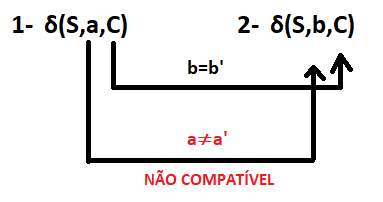 1- δ(S,a,C) 2- δ(S,b,C)
b=b'
a≠a'
NÃO COMPATÍVEL